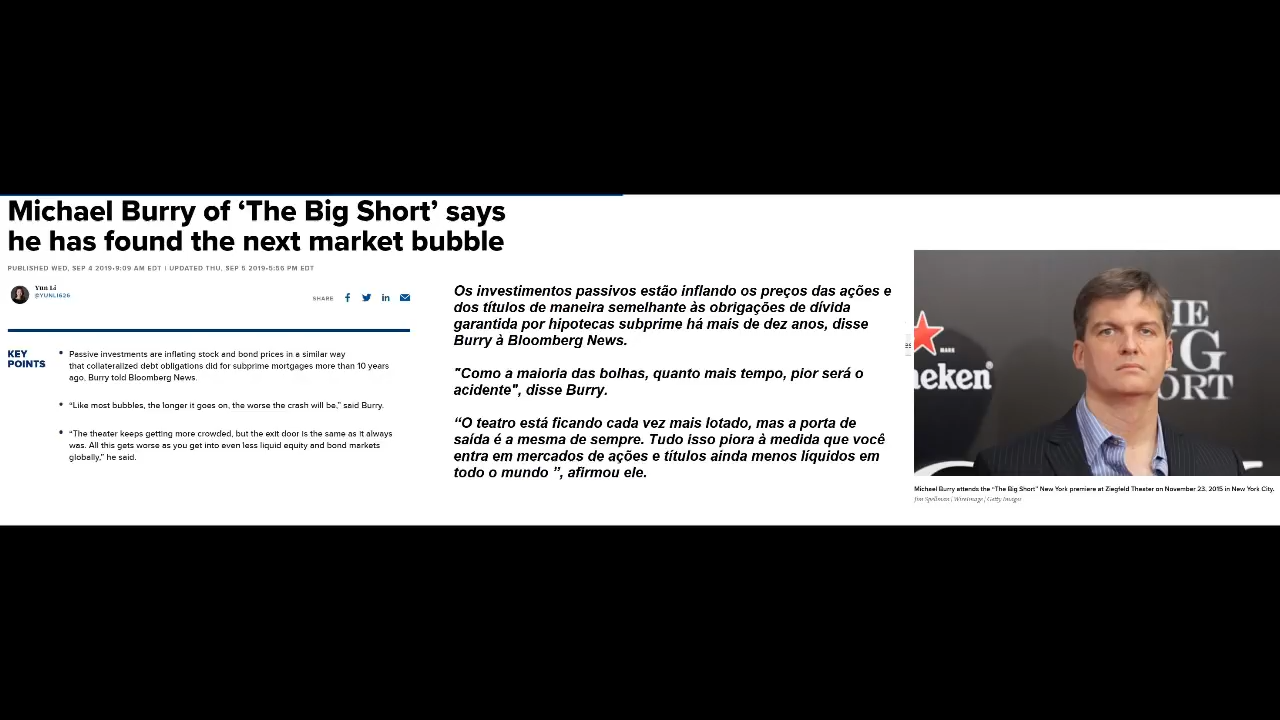 Michael Burry of ‘The Big Short’ says
he has found the next market bubble
PUBLISHED WED, SEP 4 2019•9:09 AM EDT | UPDATED THU, SEP 5 2019•5:56 PM EDT
Yun Li
@YUNLI626
SHARE
KEY
POINTS
• Passive investments are inflating stock and bond prices in a similar way
that collateralized debt obligations did for subprime mortgages more than 10 years
ago, Burry told Bloomberg News.
• “Like most bubbles, the longer it goes on, the worse the crash will be,” said Burry.
• “The theater keeps getting more crowded, but the exit door is the same as it always
was. All this gets worse as you get into even less liquid equity and bond markets
globally,” he said.
Os investimentos passivos estão inflando os preços das ações e
dos títulos de maneira semelhante às obrigações de dívida
garantida por hipotecas subprime há mais de dez anos, disse
Burry à Bloomberg News.
"Como a maioria das bolhas, quanto mais tempo, pior será o
acidente", disse Burry.
“O teatro está ficando cada vez mais lotado, mas a porta de
saída é a mesma de sempre. Tudo isso piora à medida que você
entra em mercados de ações e títulos ainda menos líquidos em
todo o mundo ”, afirmou ele.
MARK
eken
THE
BIG
SHORT
Michael Burry attends the “The Big Short” New York premiere at Ziegfeld Theater on November 23, 2015 in New York City.
Jim Spellman | WireImage | Getty Images